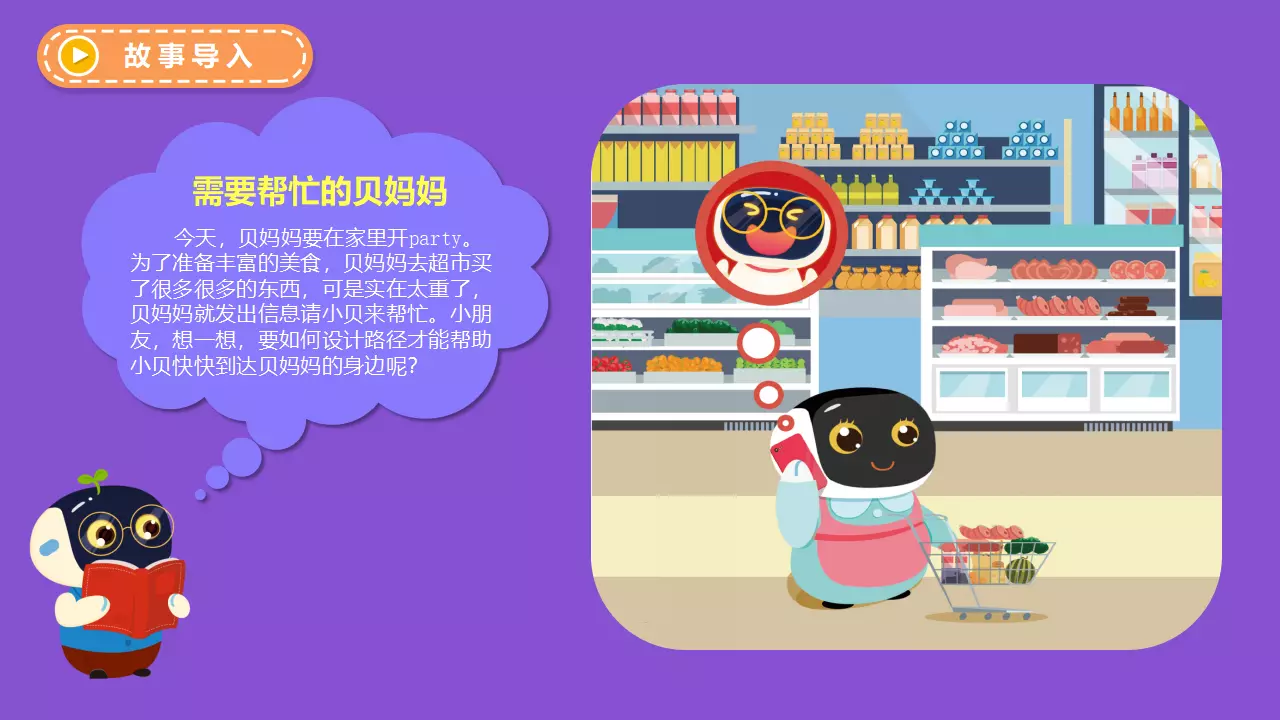 故事导入
需要帮忙的贝妈妈
今天，贝妈妈要在家里开party。
为了准备丰富的美食，贝妈妈去超市买
了很多很多的东西，可是实在太重了，
贝妈妈就发出信息请小贝来帮忙。小朋
友，想一想，要如何设计路径才能帮助
小贝快快到达贝妈妈的身边呢?